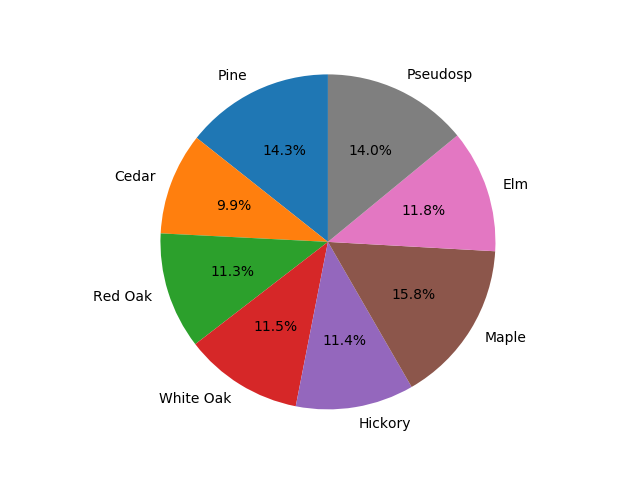 Pine
14.3%
Cedar
9.9%
Red Oak
11.3%
White Oak
11.5%
Hickory
11.4%
Maple
15.8%
Elm
11.8%
Pseudosp
14.0%